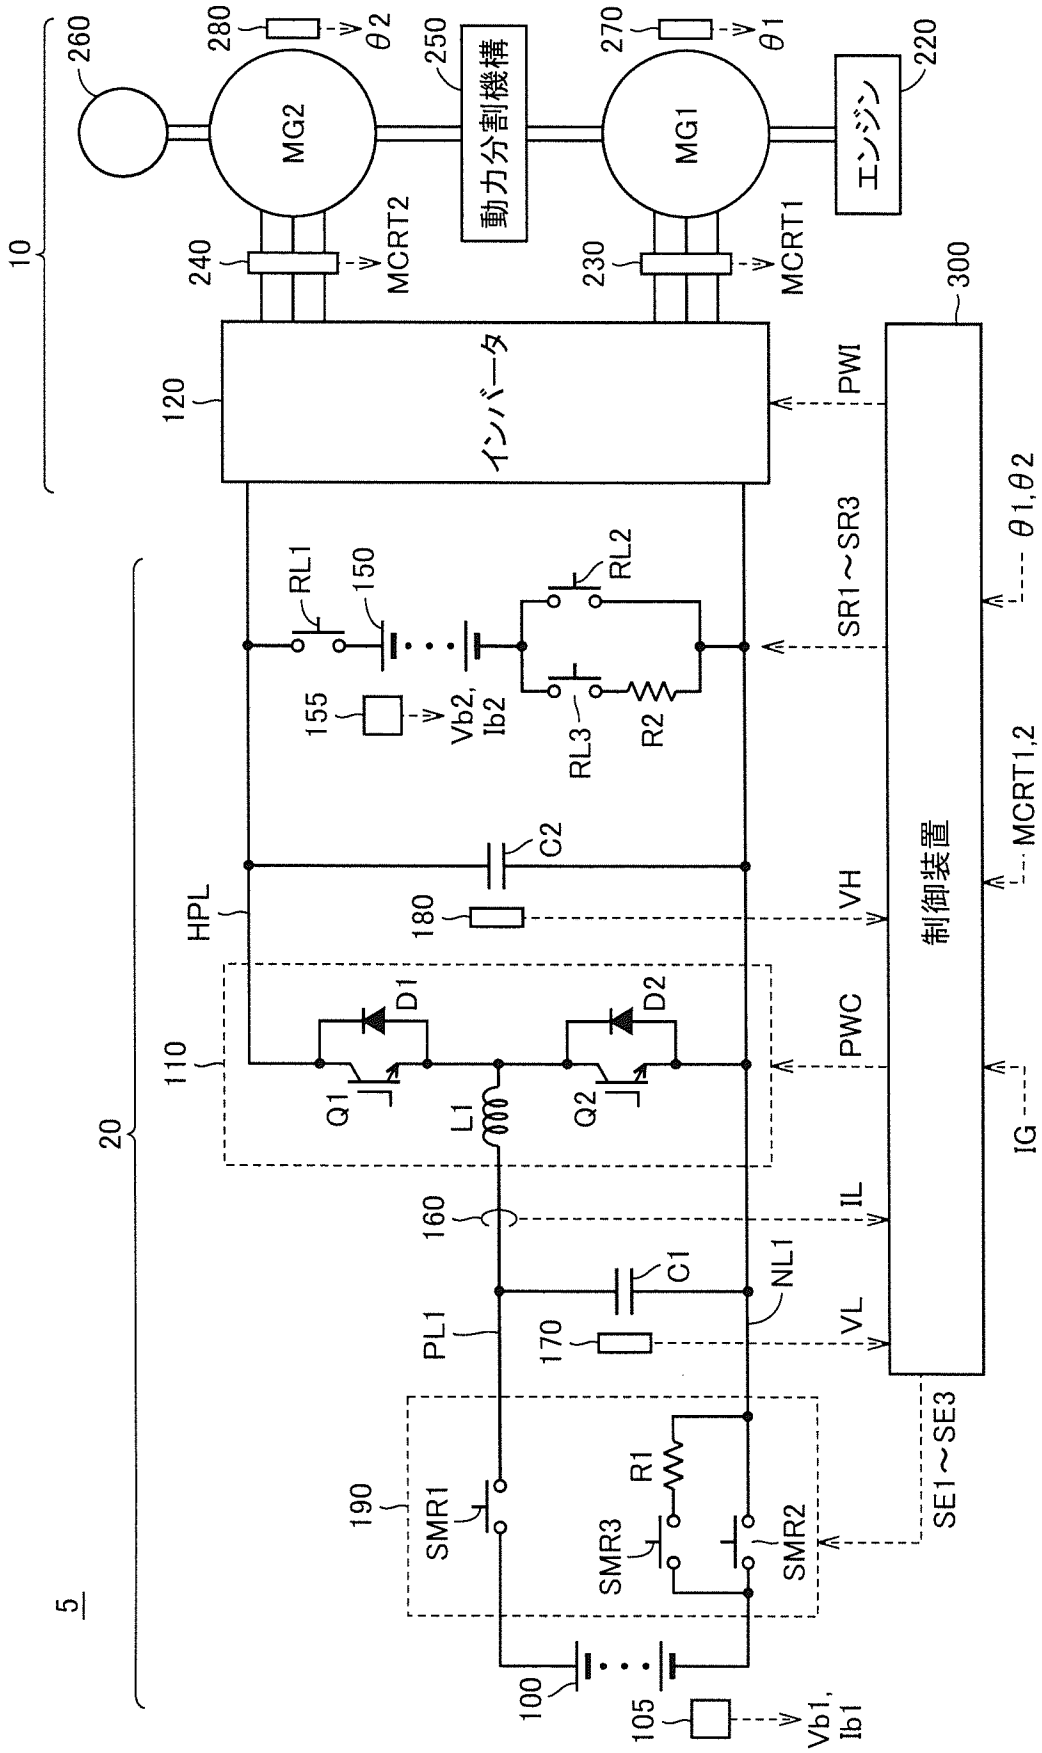 5
20
10
100
105
Vb1,
Ib1
190
SMR1
SMR3
R1
SMR2
SE1～SE3
PL1
170
C1
VL
NL1
160
IL
110
Q1
D1
L1
Q2
D2
PWC
IG
HPL
180
C2
VH
MCRT1,2
155
Vb2,
Ib2
150
RL1
RL3
R2
RL2
SR1～SR3
θ1,θ2
120
インバータ
PWI
制御装置
300
240
MCRT2
230
MCRT1
260
MG2
280
θ2
250
動力分割機構
MG1
270
θ1
エンジン
220